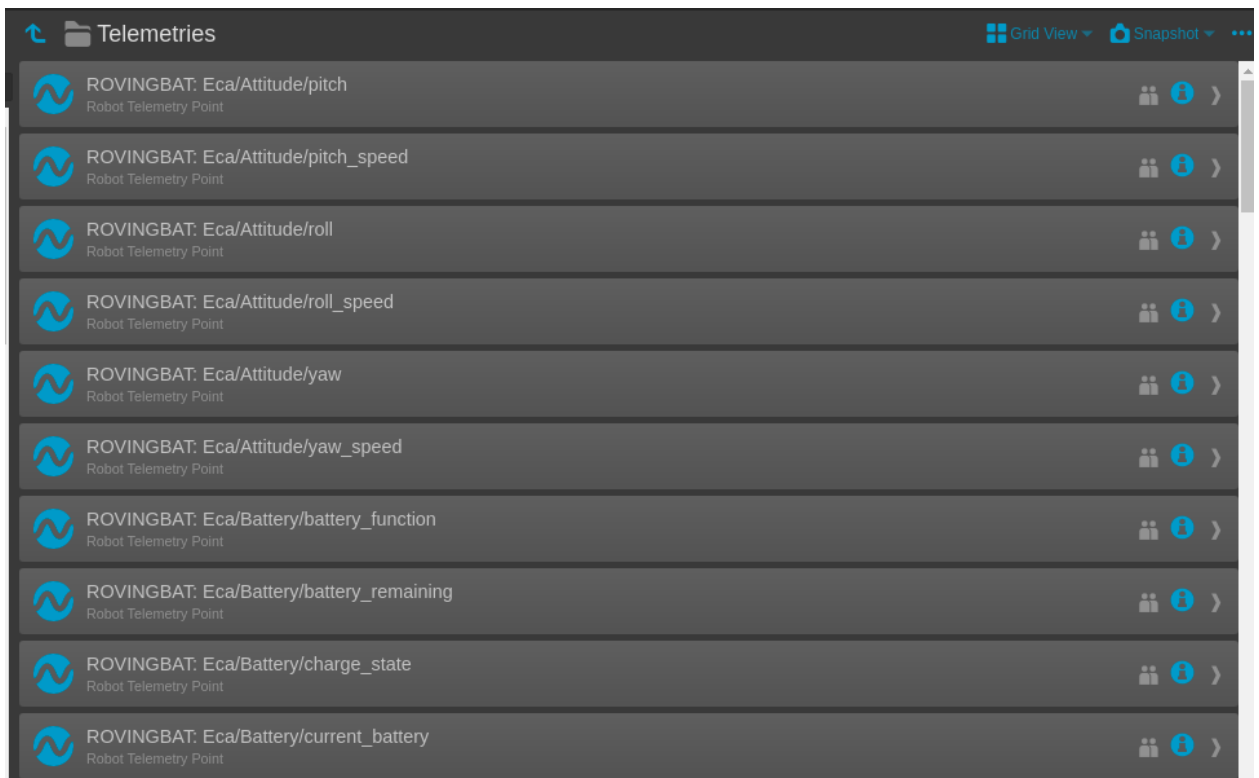 Telemetries
Grid View
Snapshot
ROVINGBAT: Eca/Attitude/pitch
Robot Telemetry Point
ROVINGBAT: Eca/Attitude/pitch_speed
Robot Telemetry Point
ROVINGBAT: Eca/Attitude/roll
Robot Telemetry Point
ROVINGBAT: Eca/Attitude/roll_speed
Robot Telemetry Point
ROVINGBAT: Eca/Attitude/yaw
Robot Telemetry Point
ROVINGBAT: Eca/Attitude/yaw_speed
Robot Telemetry Point
ROVINGBAT: Eca/Battery/battery_function
Robot Telemetry Point
ROVINGBAT: Eca/Battery/battery_remaining
Robot Telemetry Point
ROVINGBAT: Eca/Battery/charge_state
Robot Telemetry Point
ROVINGBAT: Eca/Battery/current_battery
Robot Telemetry Point